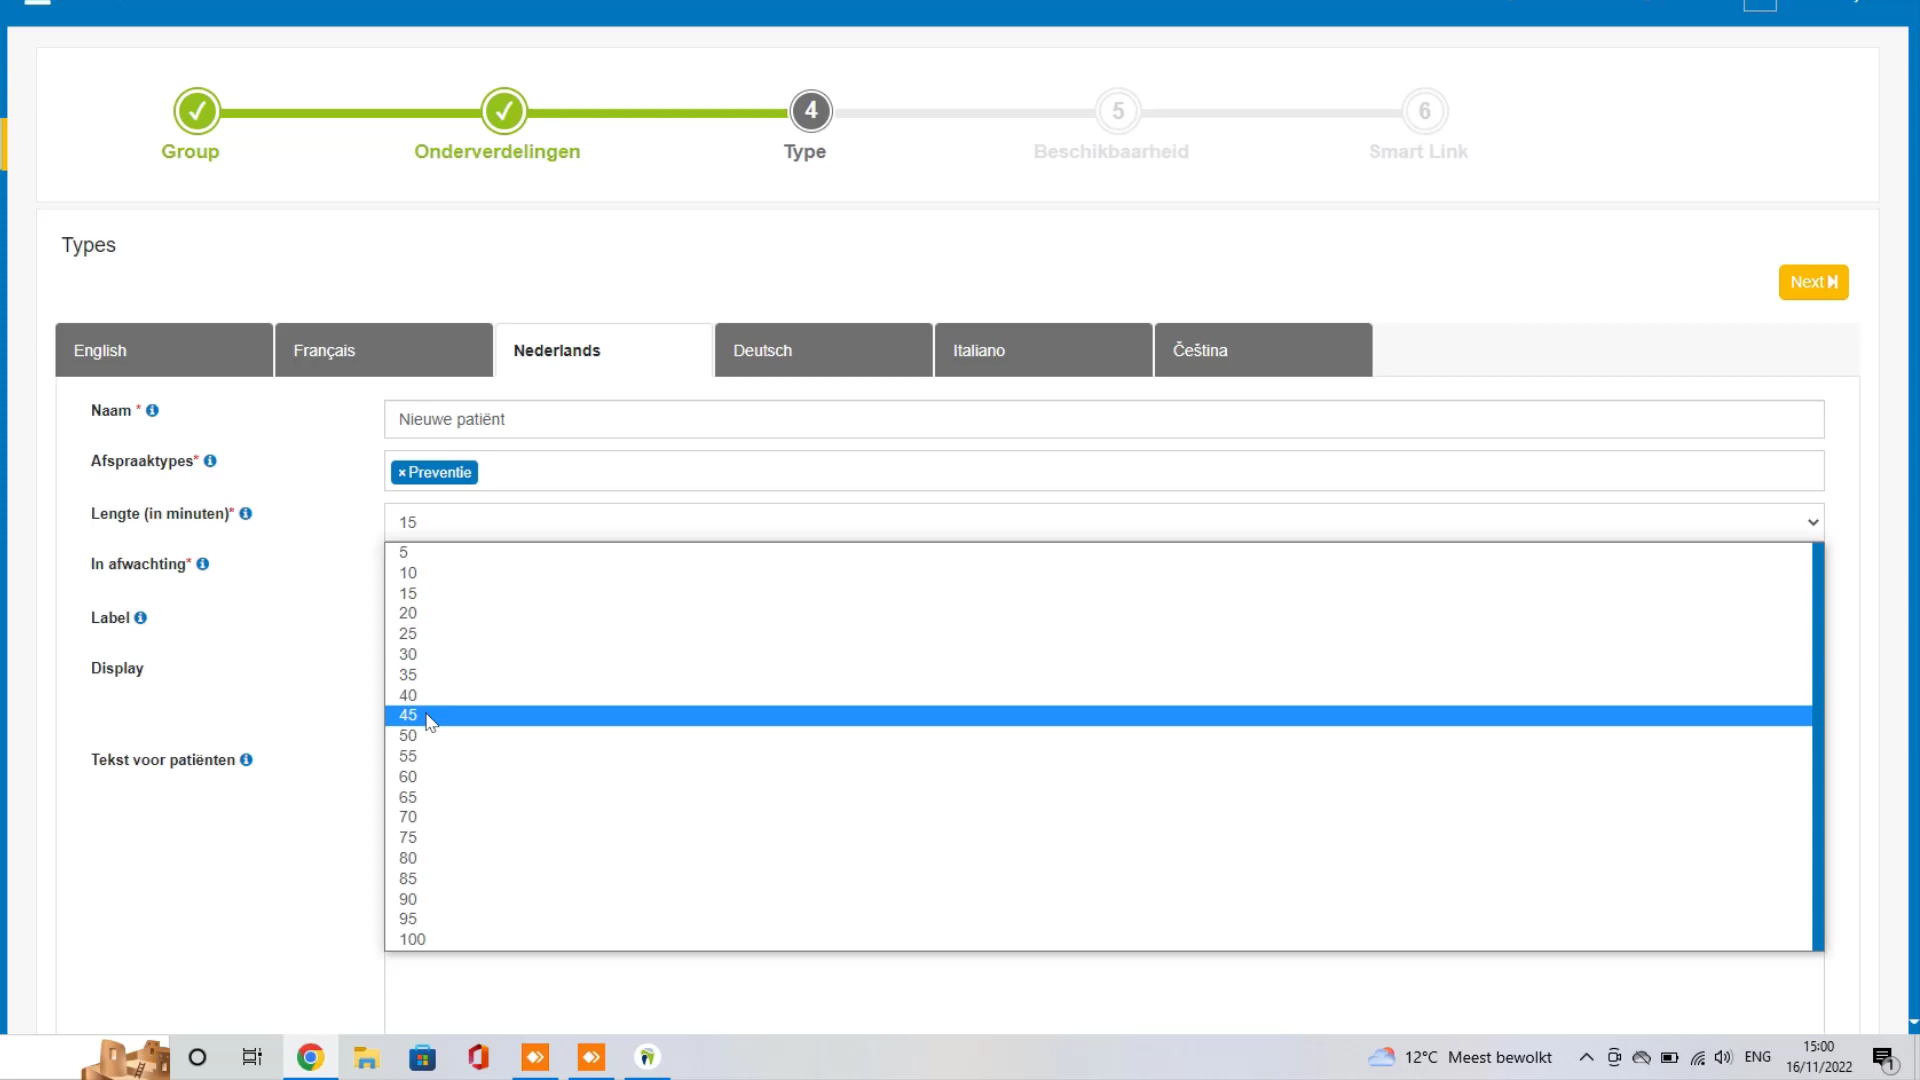 4
5
6
Group
Onderverdelingen
Type
Beschikbaarheid
Smart Link
Types
Next
English
Français
Nederlands
Deutsch
Italiano
Čeština
Naam *
Nieuwe patiënt
Afspraaktypes*
×Preventie
Lengte (in minuten)*
15
In afwachting*
Label
Display
Tekst voor patiënten
5
10
15
20
25
30
35
40
45
50
55
60
65
70
75
80
85
90
95
100
12°C Meest bewolkt
ENG
15:00
16/11/2022
1